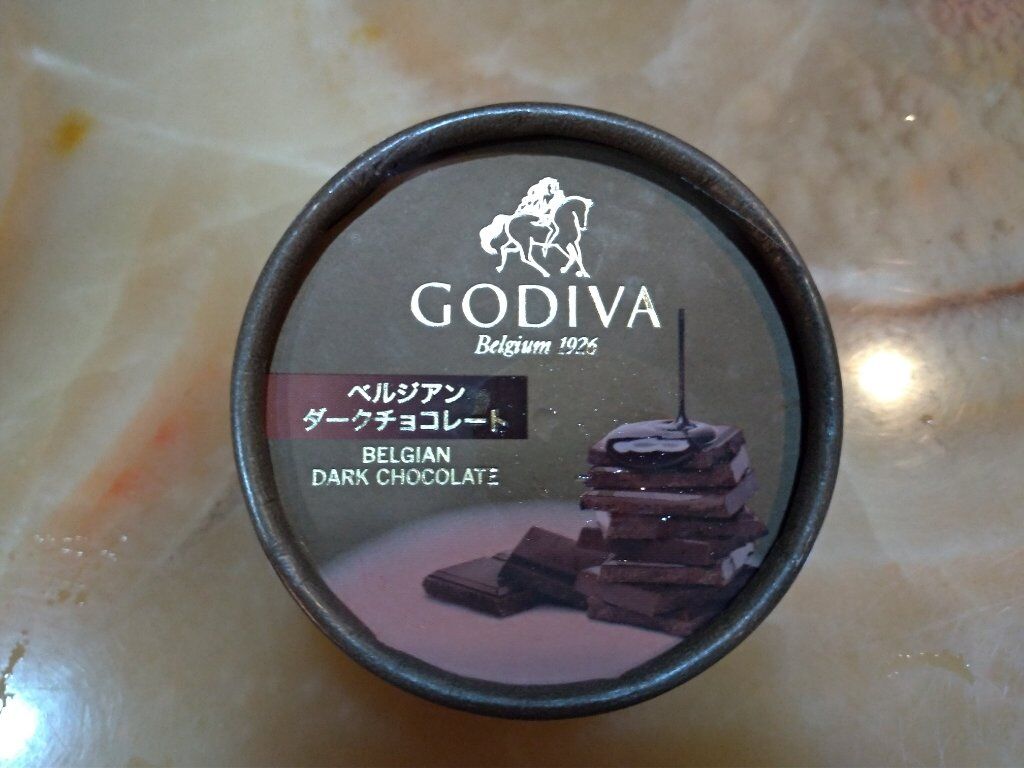 GODIVA
Belgium 1926
ベルジアン
ダークチョコレート
BELGIAN
DARK CHOCOLATE